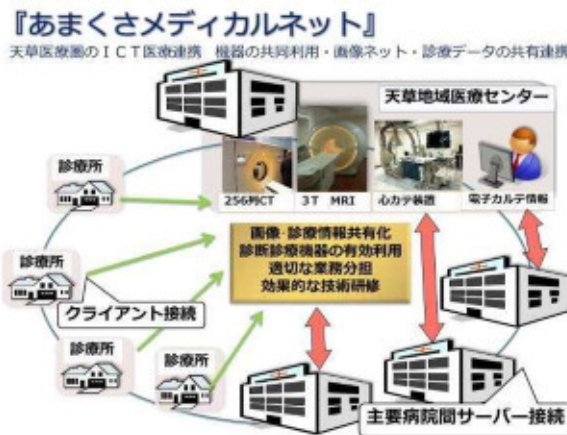 『あまくさメディカルネット』
天草医療圏のＩＣＴ医療連携　機器の共同利用・画像ネット・診療データの共有連携
天草地域医療センター
診療所
256列CT
3T　MRI
心カテ装置
電子カルテ情報
画像・診療情報共有化
診断診療機器の有効利用
適切な業務分担
効果的な技術研修
診療所
クライアント接続
診療所
診療所
主要病院間サーバー接続